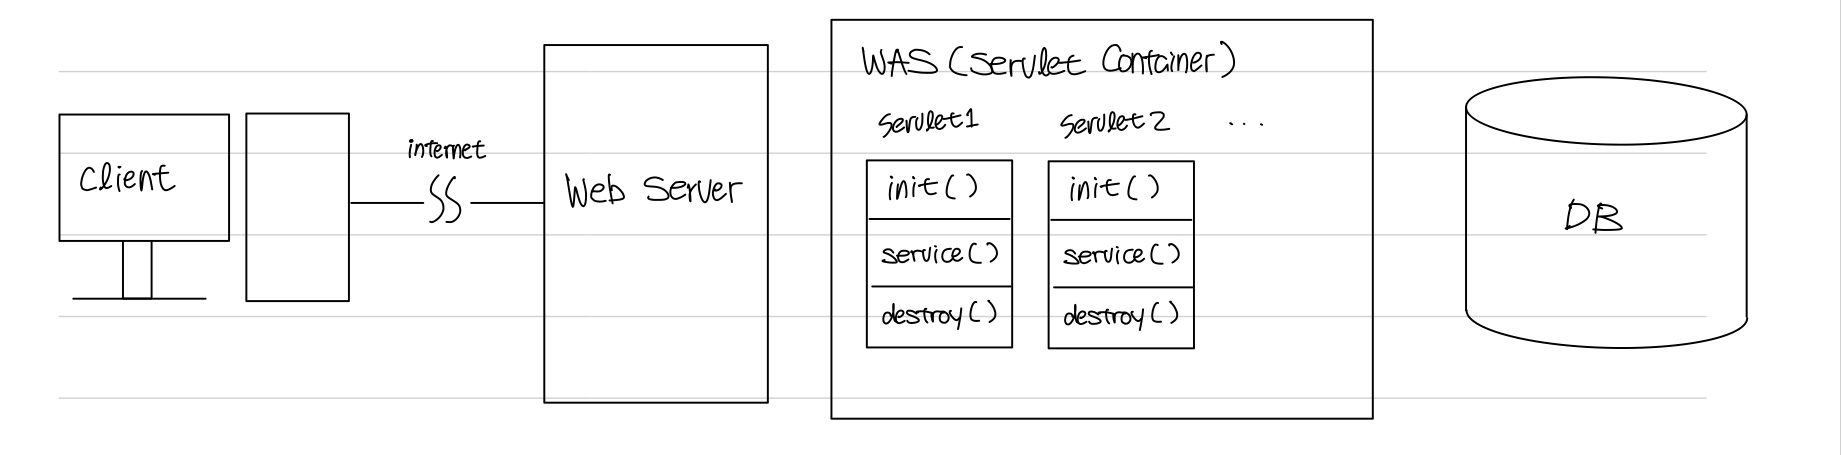 Client
internet
Web Server
WAS (Servlet Container)
Servlet1
Servlet2
...
init()
service()
destroy()
init()
service()
destroy()
DB